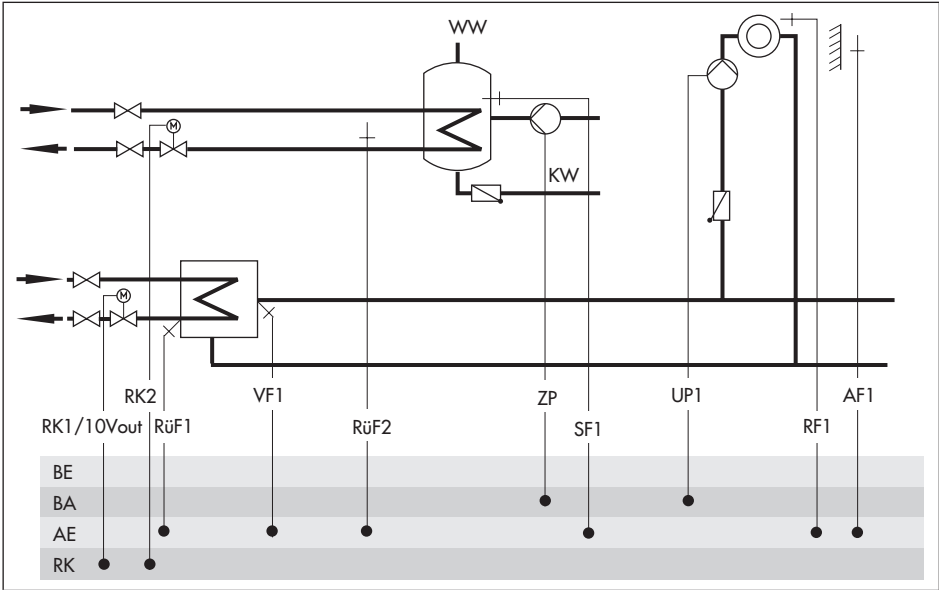 WW
M
KW
M
RK2 VF1 ZP UP1 AF1
RK1/10Vout RüF1 RüF2 SF1 RF1
BE
BA
AE
RK